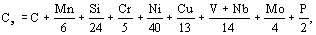 Cэ = C + Mn/6 + Si/24 + Cr/5 + Ni/40 + Cu/13 + V + Nb/14 + Mo/4 + P/2,